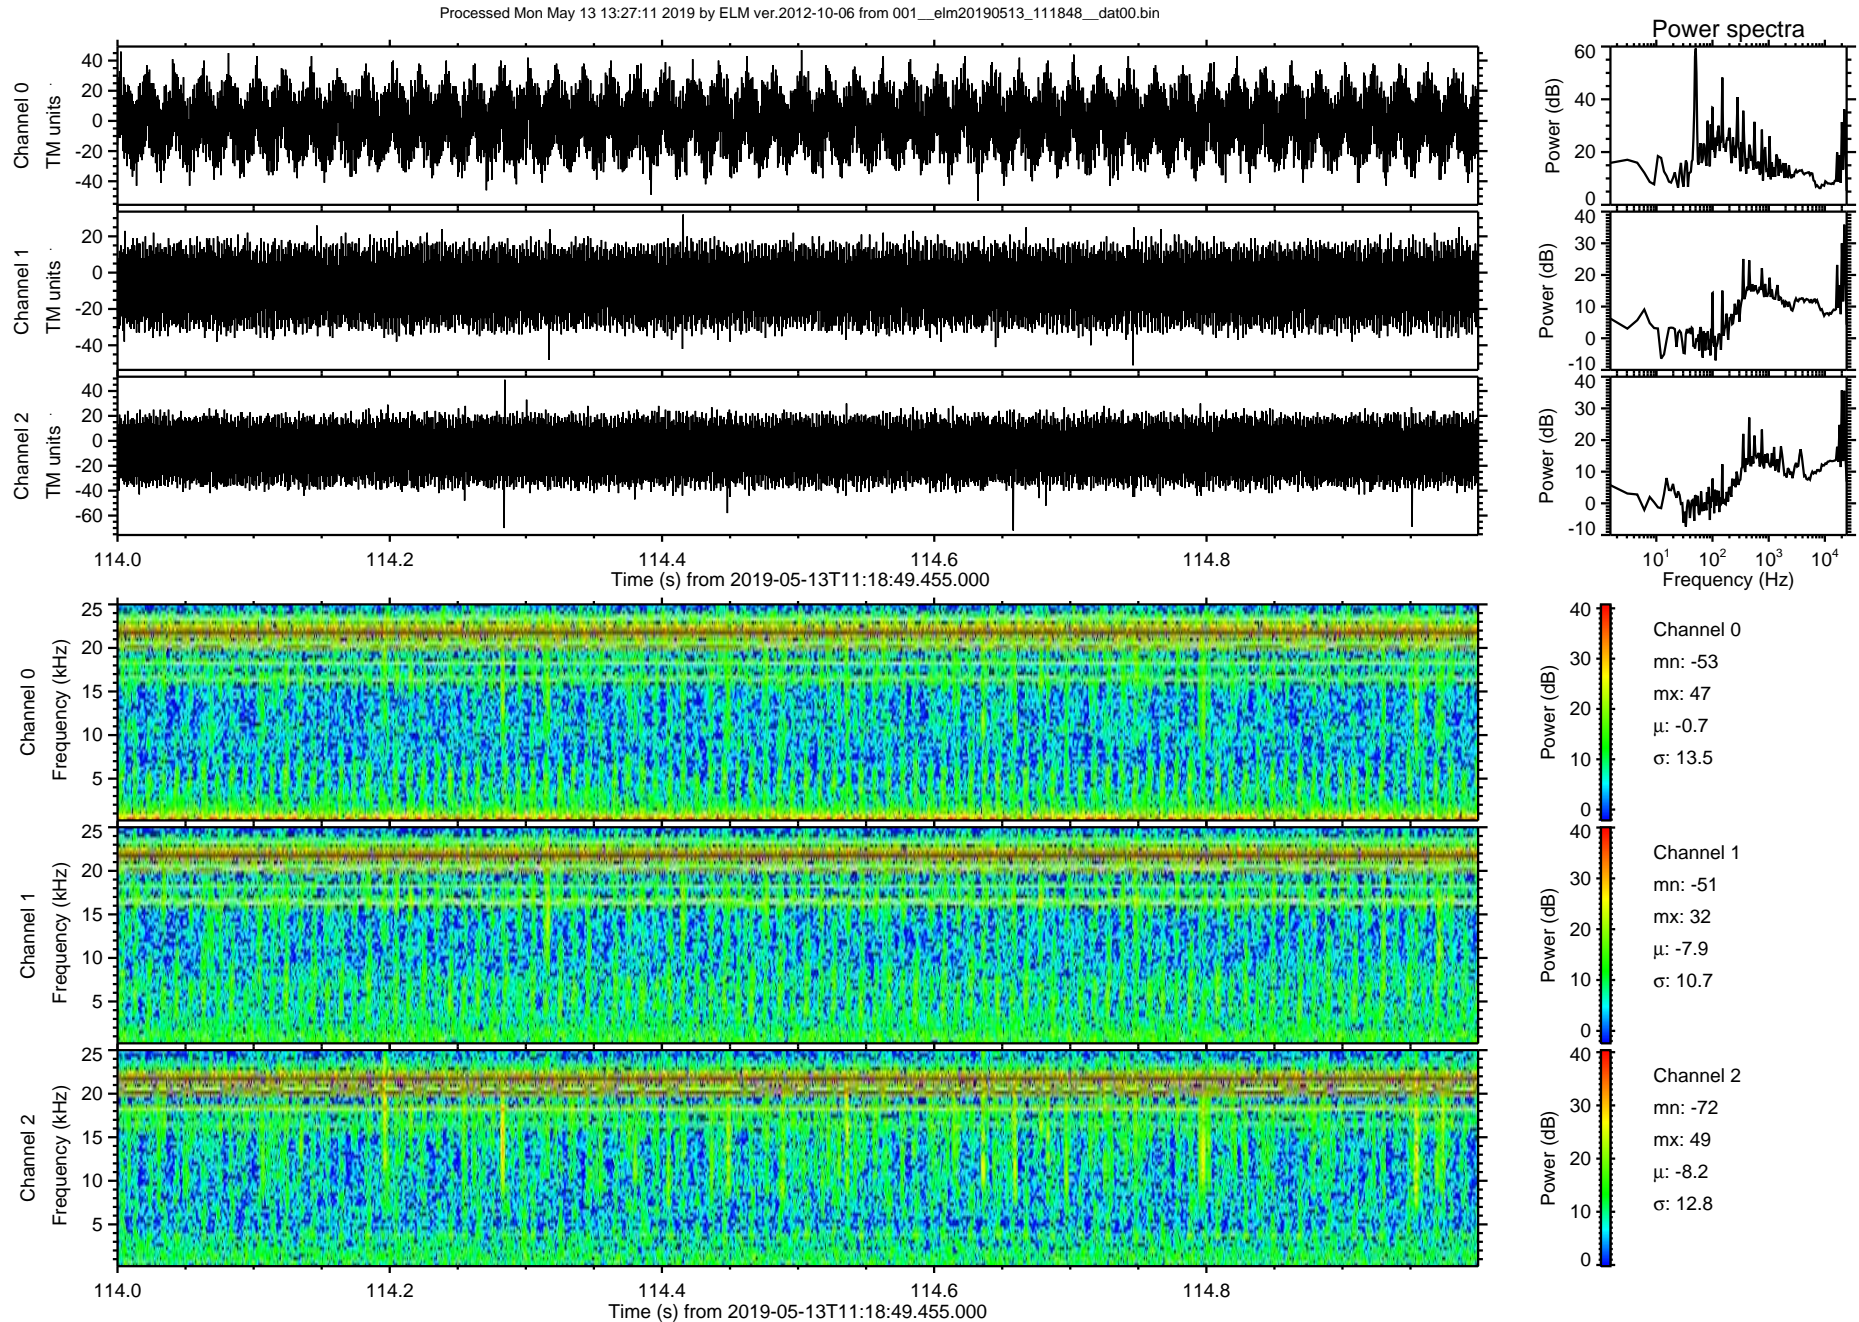 Processed Mon May 13 13:27:11 2019 by ELM ver.2012-10-06 from 001__elm20190513_111848__dat00.bin
Power spectra
Channel 0
TM units
40
20
0
-20
-40
Power (dB)
60
40
20
0
Channel 1
TM units
20
0
-20
-40
Power (dB)
40
30
20
10
0
-10
Channel 2
TM units
40
20
0
-20
-40
-60
Power (dB)
40
30
20
10
0
-10
114.0 114.2 114.4 114.6 114.8
Time (s) from 2019-05-13T11:18:49.455.000
10^1 10^2 10^3 10^4
Frequency (Hz)
Channel 0
Frequency (kHz)
25
20
15
10
5
Power (dB)
40
30
20
10
0
Channel 0
mn: -53
mx: 47
μ: -0.7
σ: 13.5
Channel 1
Frequency (kHz)
25
20
15
10
5
Power (dB)
40
30
20
10
0
Channel 1
mn: -51
mx: 32
μ: -7.9
σ: 10.7
Channel 2
Frequency (kHz)
25
20
15
10
5
Power (dB)
40
30
20
10
0
Channel 2
mn: -72
mx: 49
μ: -8.2
σ: 12.8
114.0 114.2 114.4 114.6 114.8
Time (s) from 2019-05-13T11:18:49.455.000